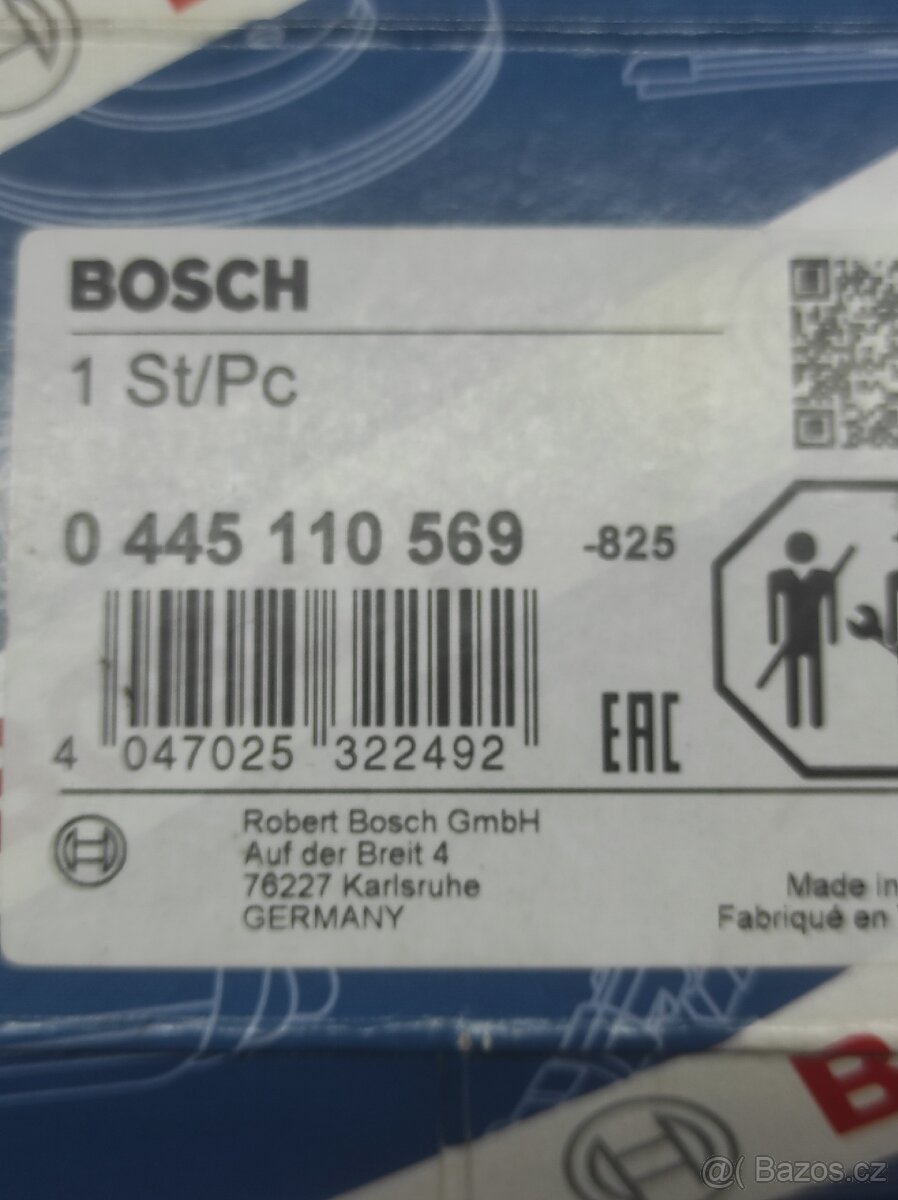 BOSCH
1 St/Pc
0 445 110 569 -825
4 047025 322492
EAC
Robert Bosch GmbH
Auf der Breit 4
76227 Karlsruhe
GERMANY
Made in
Fabriqué en
B
@( Bazos.cz